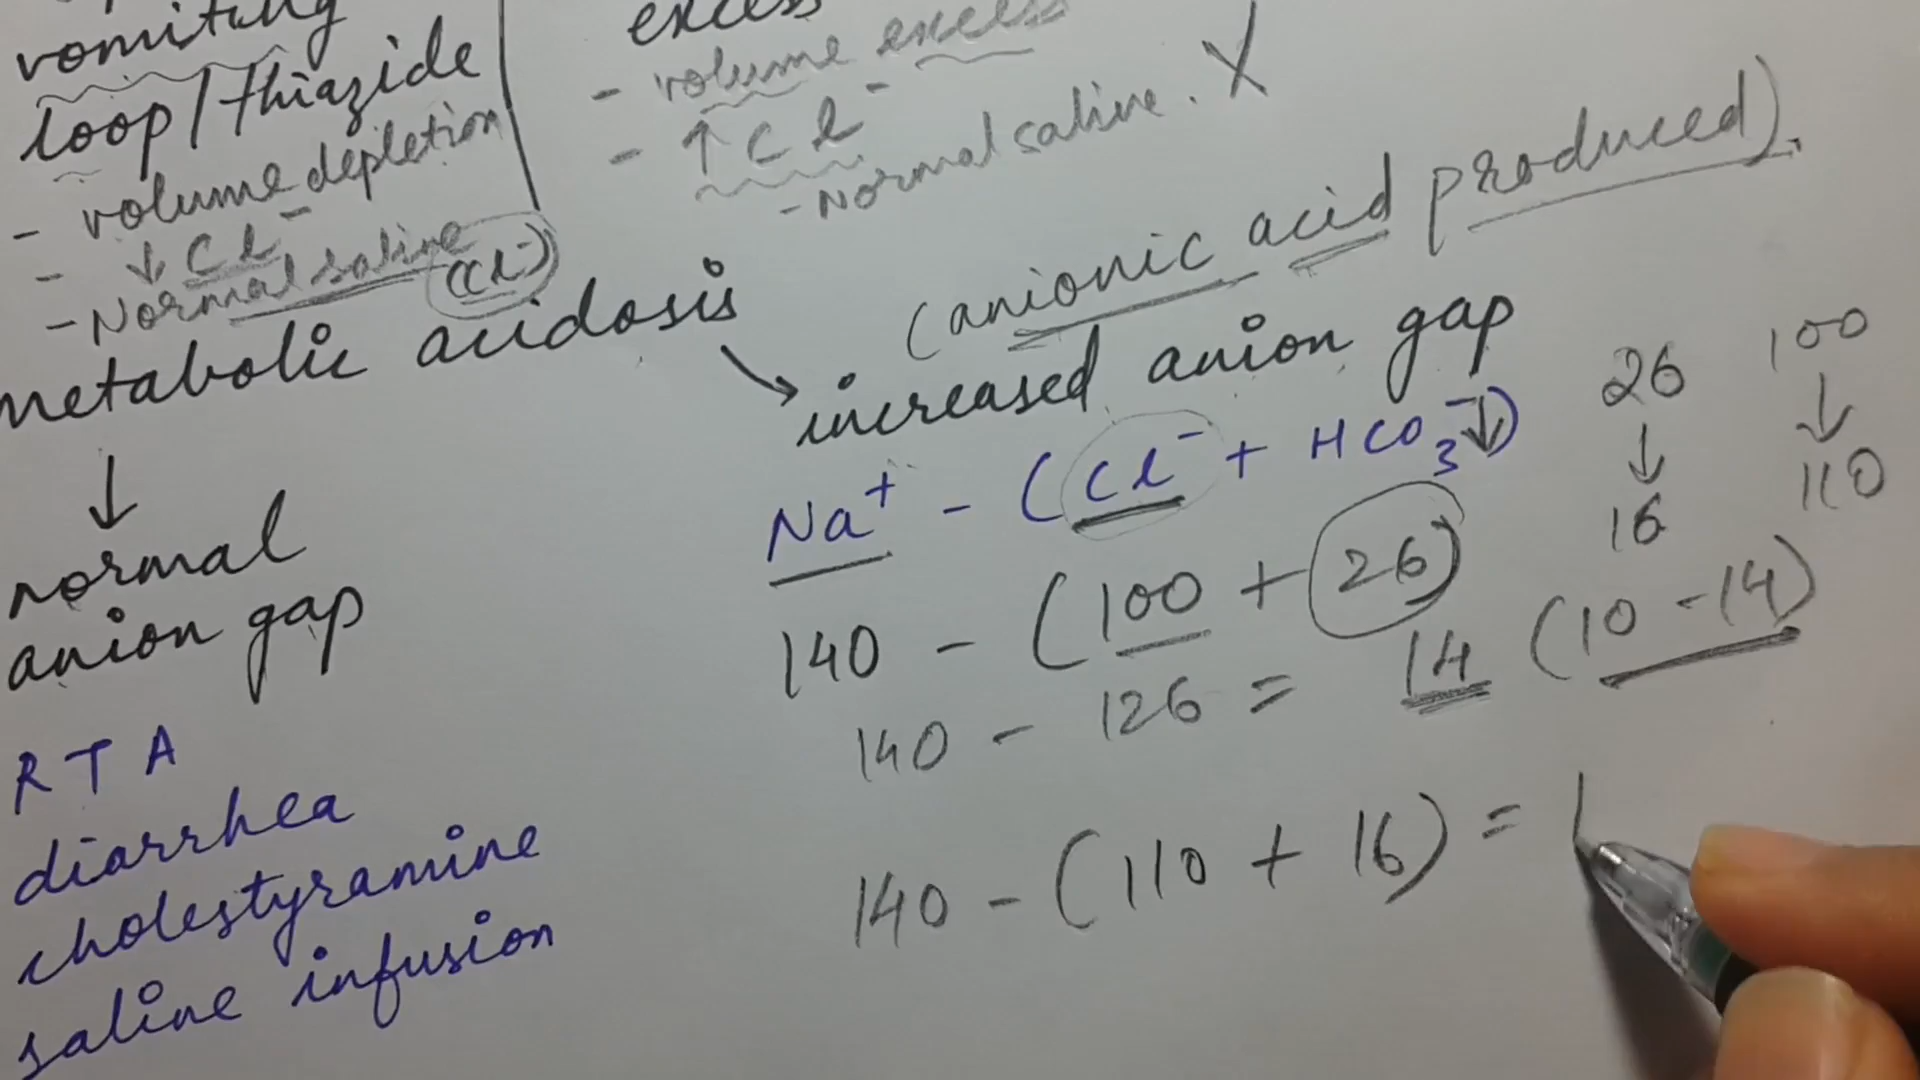 vomiting
loop/thiazide
- volume depletion
- ↓ Cl⁻
- Normal saline (Cl⁻)
excess
- volume excess
- ↑ Cl⁻
- Normal saline. X
metabolic acidosis
(anionic acid produced).
→ increased anion gap
Na⁺ - (Cl⁻ + HCO₃⁻↓)
140 - (100 + 26)
140 - 126 = 14 (10 - 14)
140 - (110 + 16) = 1
26 ↓ 16
100 ↓ 110
↓
normal
anion gap
RTA
diarrhea
cholestyramine
saline infusion